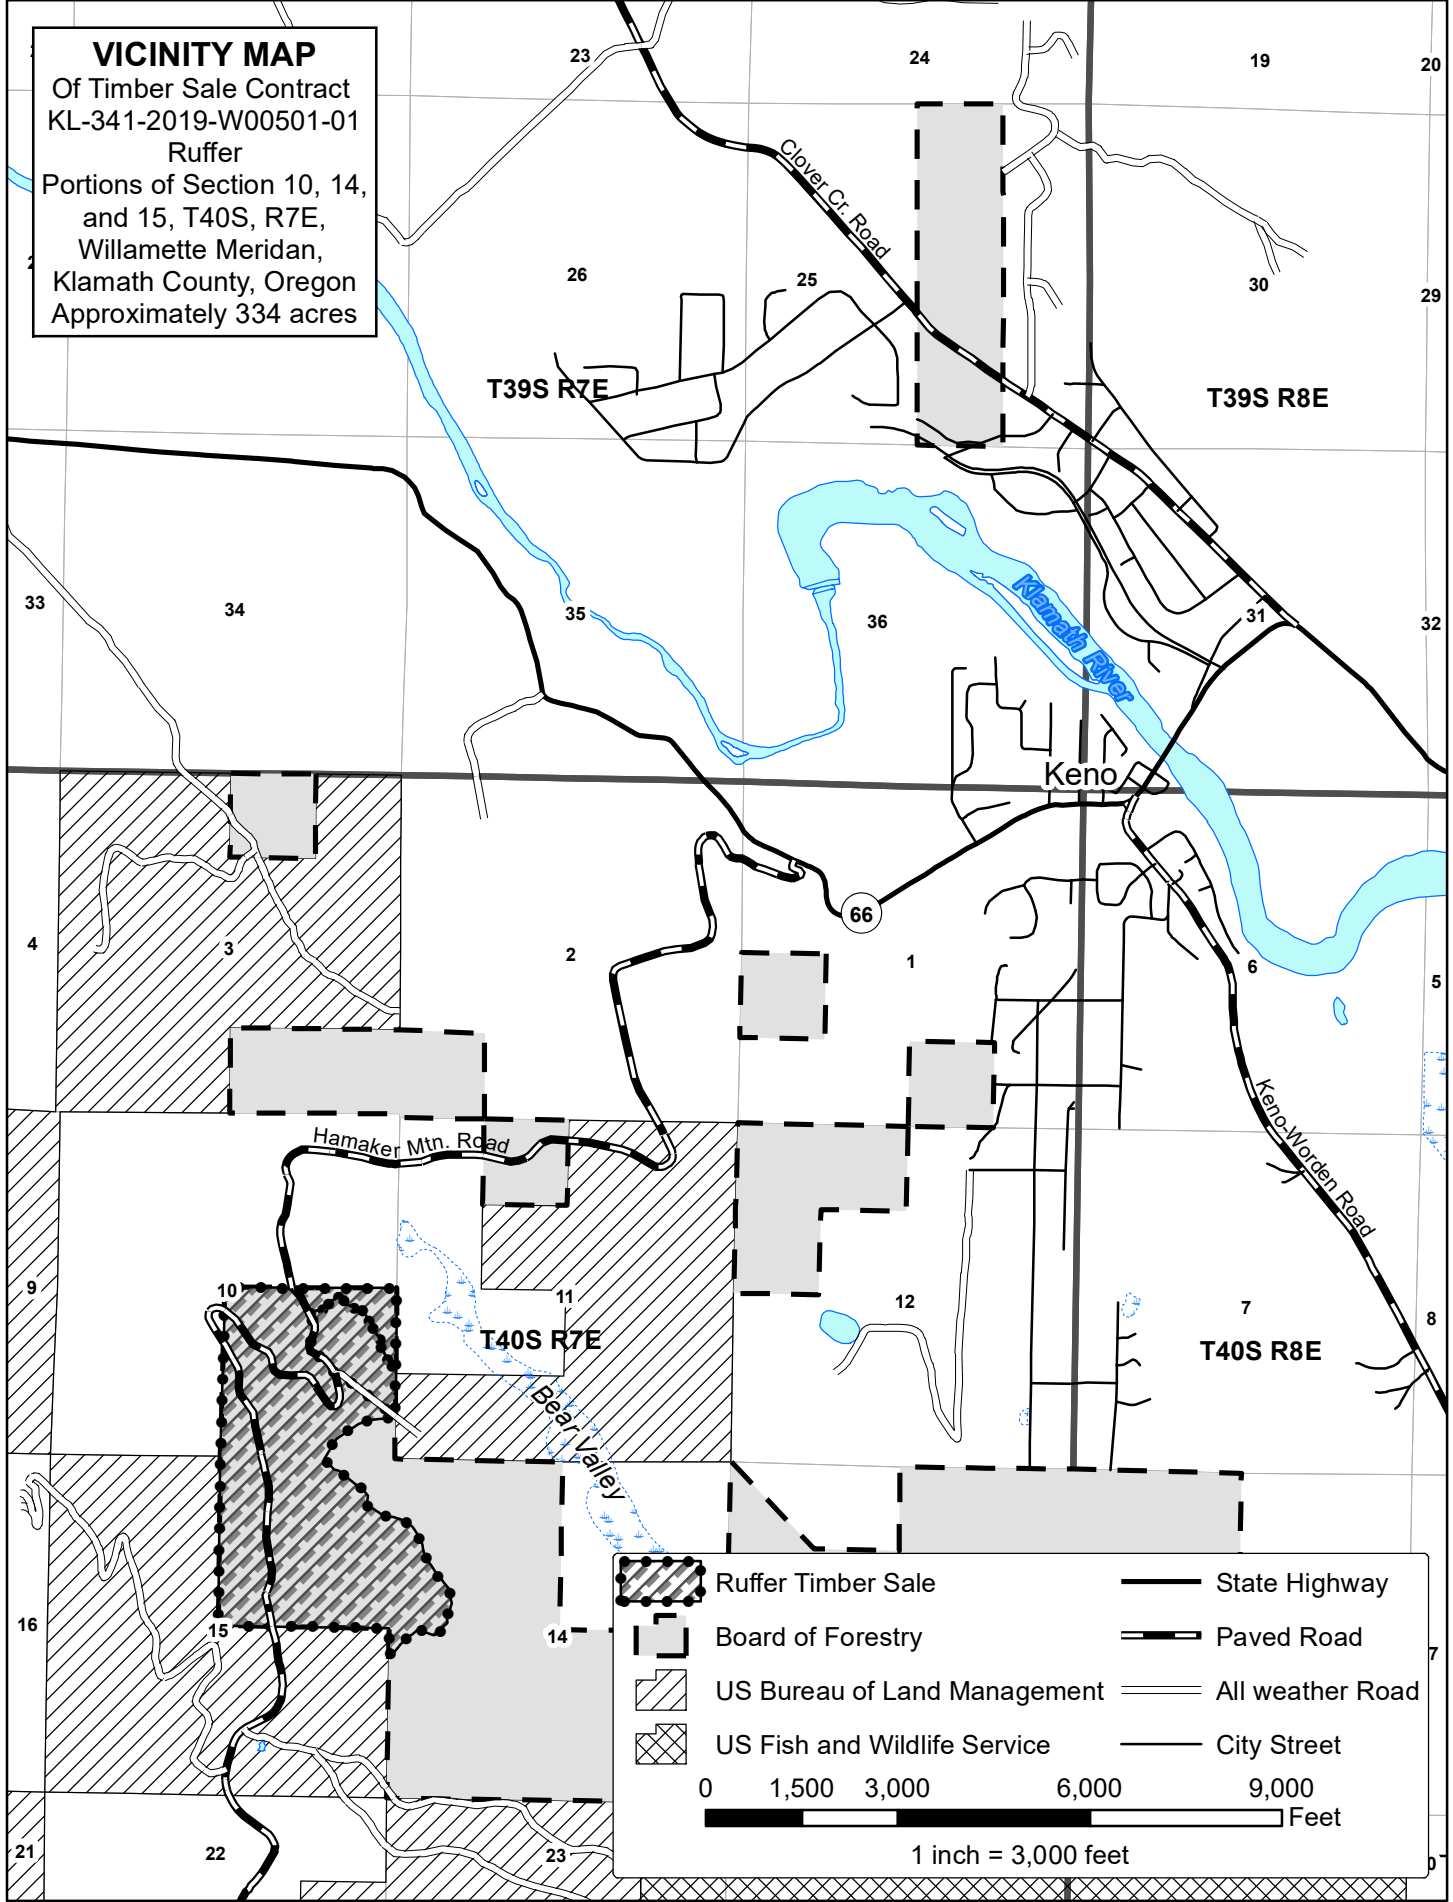 VICINITY MAP
Of Timber Sale Contract
KL-341-2019-W00501-01
Ruffer
Portions of Section 10, 14,
and 15, T40S, R7E,
Willamette Meridan,
Klamath County, Oregon
Approximately 334 acres
23
24
19
20
Clover Cr. Road
26
25
30
29
T39S R7E
T39S R8E
33
34
35
36
31
32
Klamath River
Keno
66
4
3
2
1
6
5
Hamaker Mtn. Road
Keno-Worden Road
9
10
11
12
7
8
T40S R7E
T40S R8E
Bear Valley
16
15
14
7
21
22
23
Ruffer Timber Sale
Board of Forestry
US Bureau of Land Management
US Fish and Wildlife Service
State Highway
Paved Road
All weather Road
City Street
0 1,500 3,000 6,000 9,000
Feet
1 inch = 3,000 feet